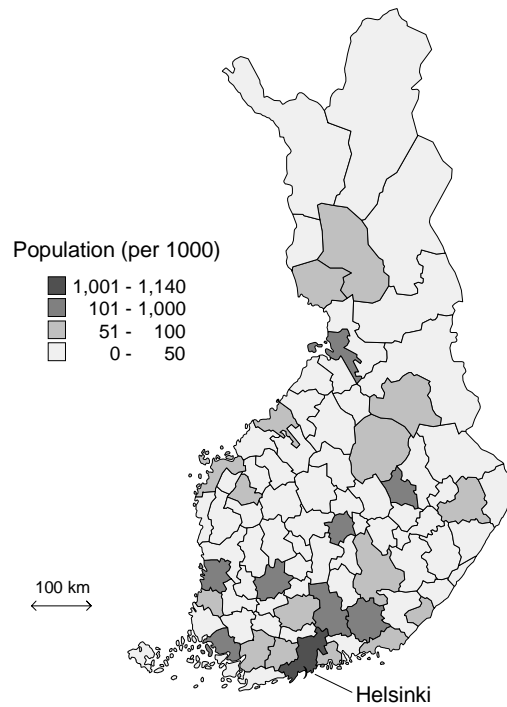 Population (per 1000)
1,001 - 1,140
101 - 1,000
51 - 100
0 - 50
100 km
Helsinki